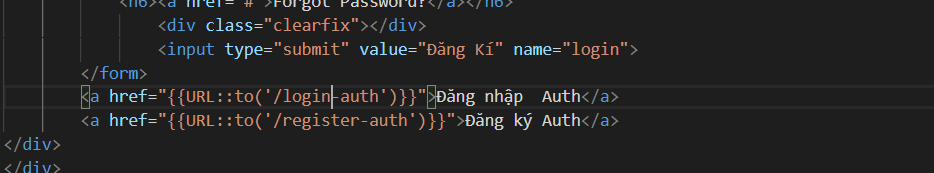 <h6><a href="#">Forgot Password?</a></h6>
<div class="clearfix"></div>
<input type="submit" value="Đăng Kí" name="login">
</form>
<a href="{{URL::to('/login-auth')}}">Đăng nhập  Auth</a>
<a href="{{URL::to('/register-auth')}}">Đăng ký Auth</a>
</div>
</div>